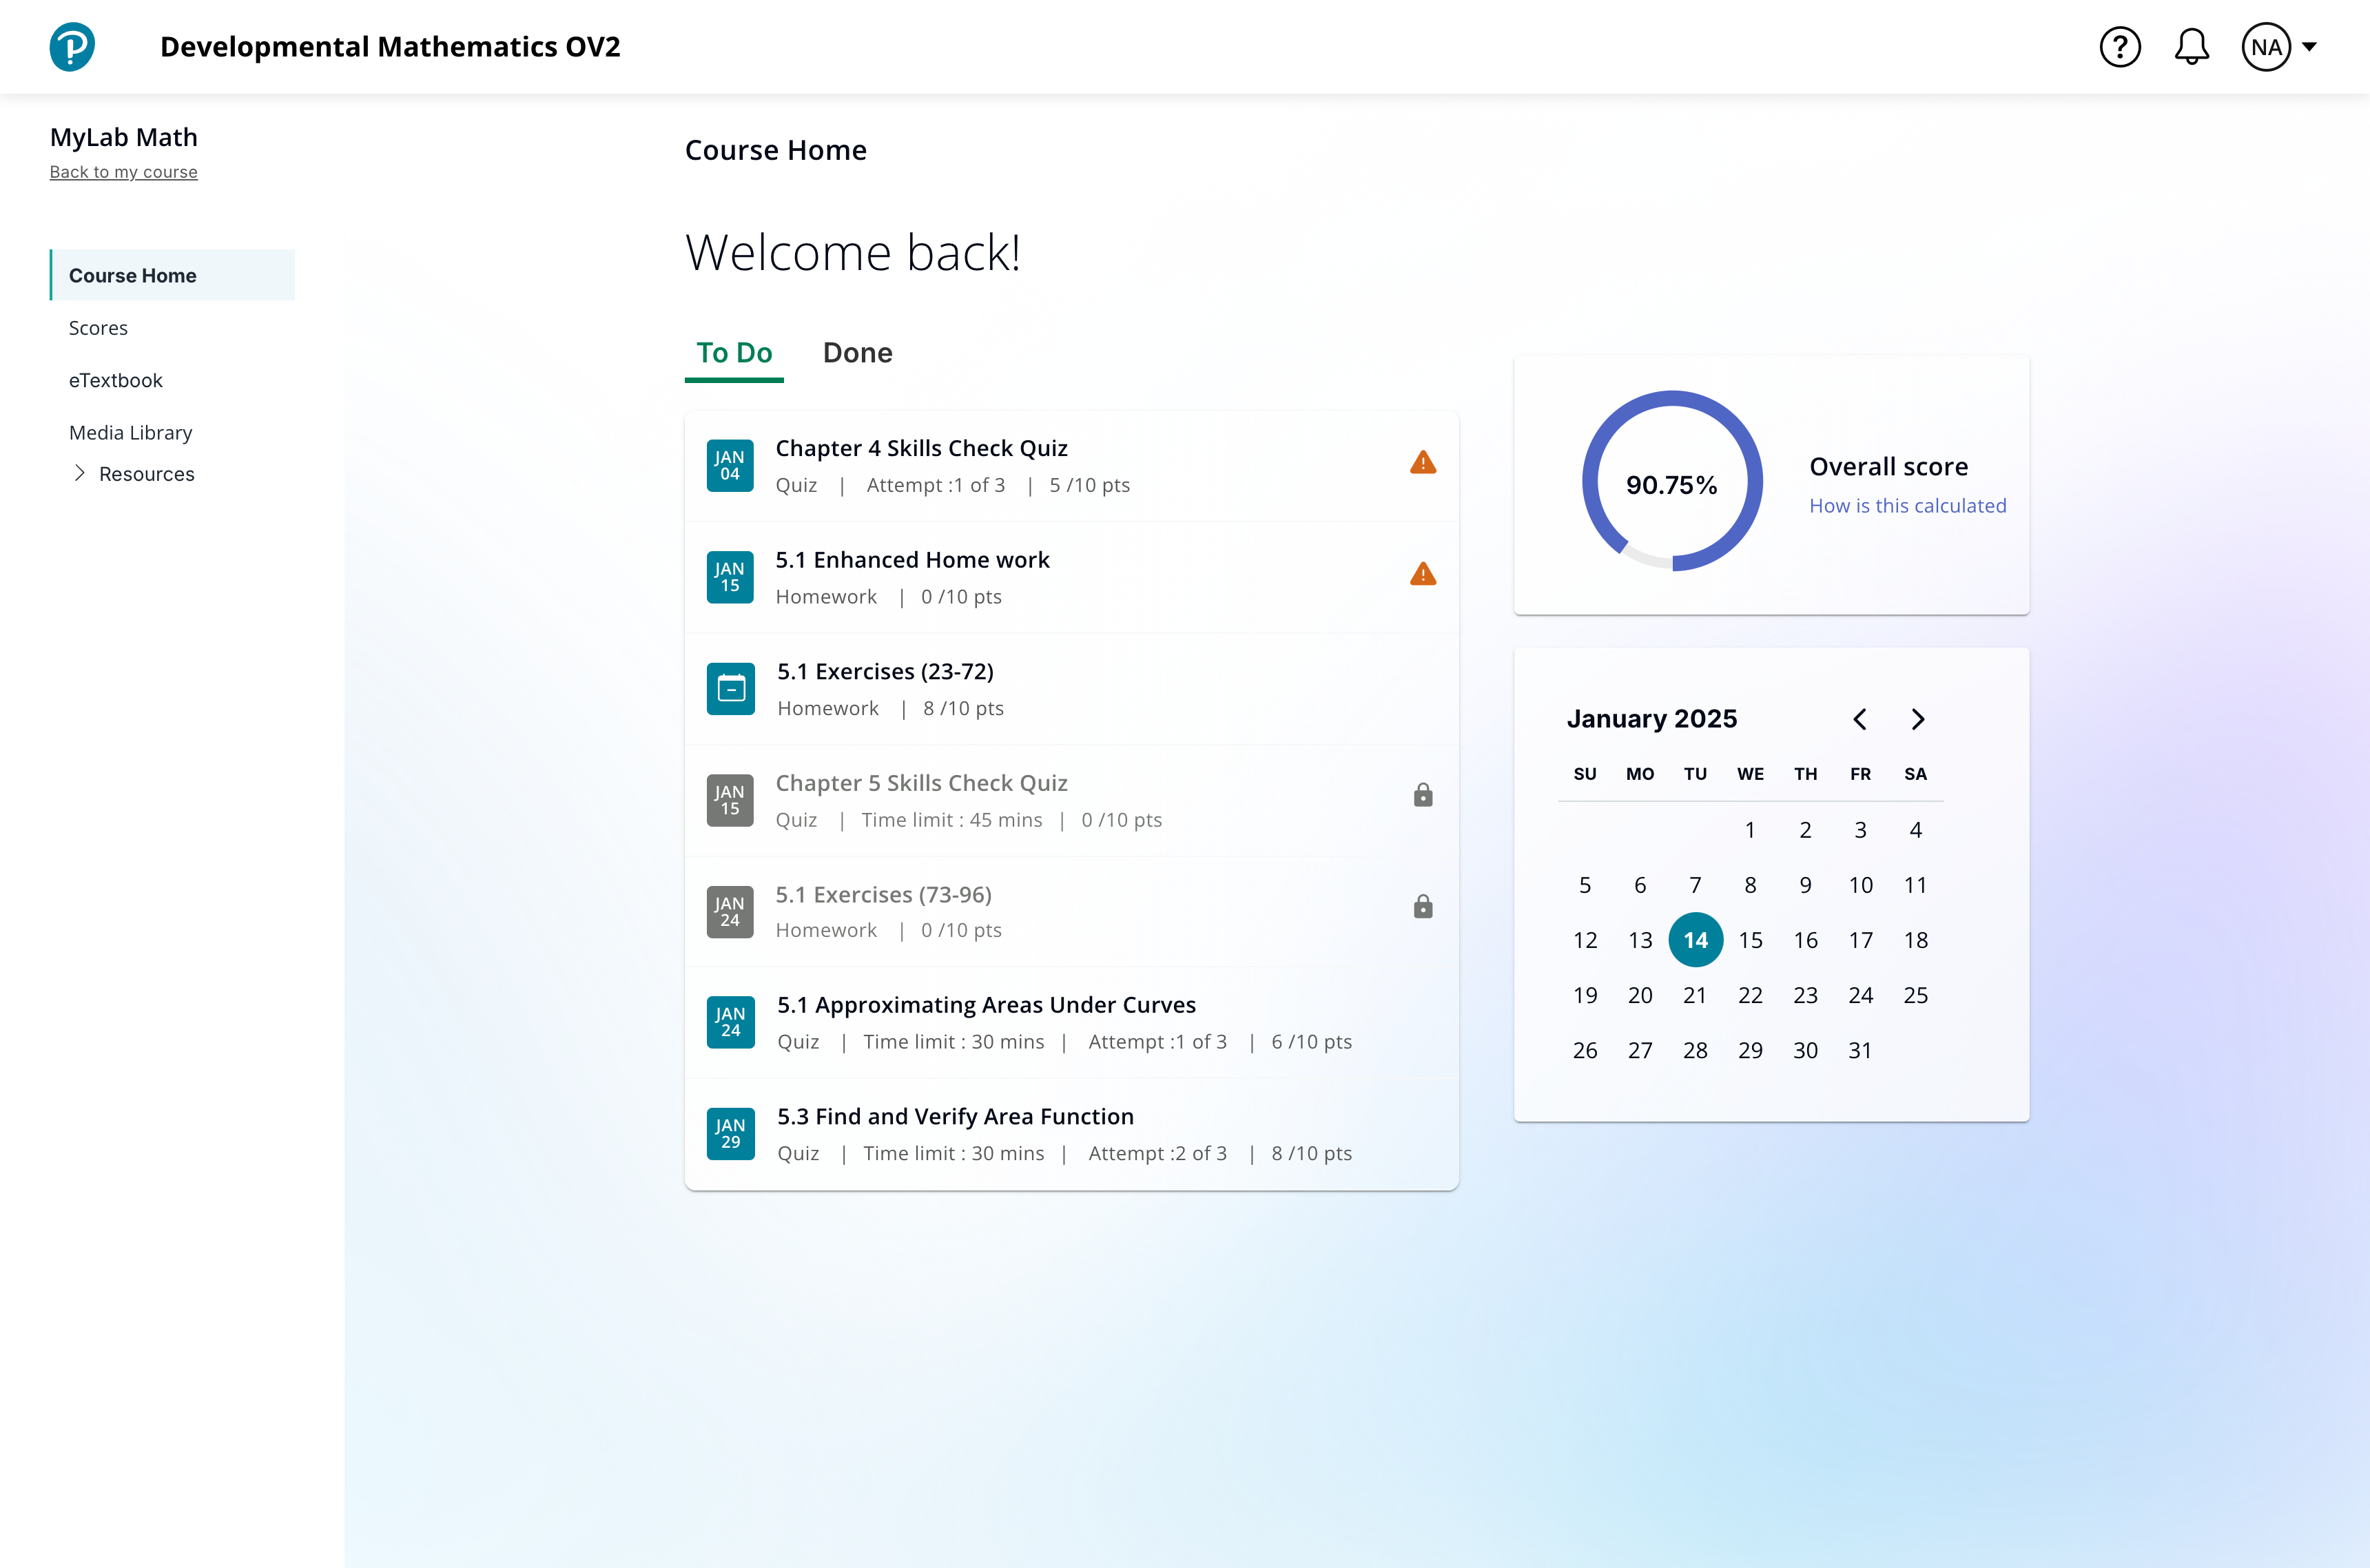 Developmental Mathematics OV2
? NA
MyLab Math
Back to my course
Course Home
Scores
eTextbook
Media Library
Resources
Course Home
Welcome back!
To Do Done
JAN 04
Chapter 4 Skills Check Quiz
Quiz | Attempt :1 of 3 | 5 /10 pts
JAN 15
5.1 Enhanced Home work
Homework | 0 /10 pts
5.1 Exercises (23-72)
Homework | 8 /10 pts
JAN 15
Chapter 5 Skills Check Quiz
Quiz | Time limit : 45 mins | 0 /10 pts
JAN 24
5.1 Exercises (73-96)
Homework | 0 /10 pts
JAN 24
5.1 Approximating Areas Under Curves
Quiz | Time limit : 30 mins | Attempt :1 of 3 | 6 /10 pts
JAN 29
5.3 Find and Verify Area Function
Quiz | Time limit : 30 mins | Attempt :2 of 3 | 8 /10 pts
90.75%
Overall score
How is this calculated
January 2025
SU MO TU WE TH FR SA
1 2 3 4
5 6 7 8 9 10 11
12 13 14 15 16 17 18
19 20 21 22 23 24 25
26 27 28 29 30 31